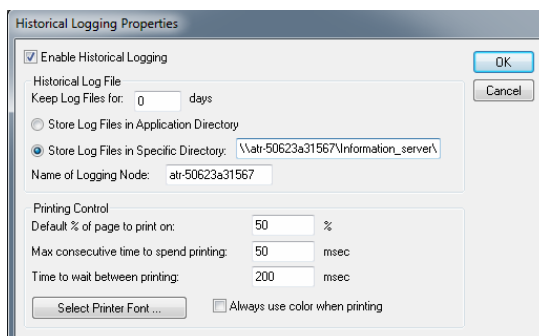 Historical Logging Properties
Enable Historical Logging
OK
Historical Log File
Keep Log Files for: 0 days
Cancel
Store Log Files in Application Directory
Store Log Files in Specific Directory: \\atr-50623a31567\Information_server\
Name of Logging Node: atr-50623a31567
Printing Control
Default % of page to print on: 50 %
Max consecutive time to spend printing: 50 msec
Time to wait between printing: 200 msec
Select Printer Font ... Always use color when printing